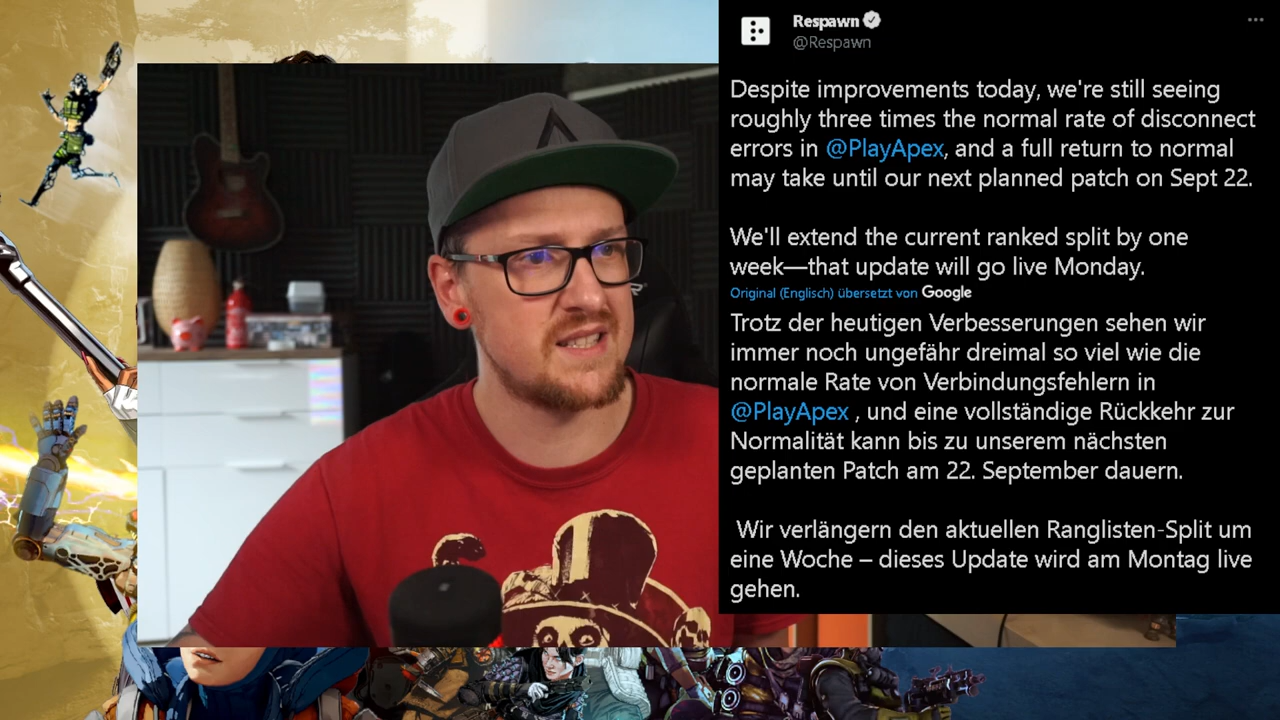 Respawn
@Respawn
Despite improvements today, we're still seeing
roughly three times the normal rate of disconnect
errors in @PlayApex, and a full return to normal
may take until our next planned patch on Sept 22.
We'll extend the current ranked split by one
week—that update will go live Monday.
Original (Englisch) übersetzt von Google
Trotz der heutigen Verbesserungen sehen wir
immer noch ungefähr dreimal so viel wie die
normale Rate von Verbindungsfehlern in
@PlayApex , und eine vollständige Rückkehr zur
Normalität kann bis zu unserem nächsten
geplanten Patch am 22. September dauern.
Wir verlängern den aktuellen Ranglisten-Split um
eine Woche – dieses Update wird am Montag live
gehen.